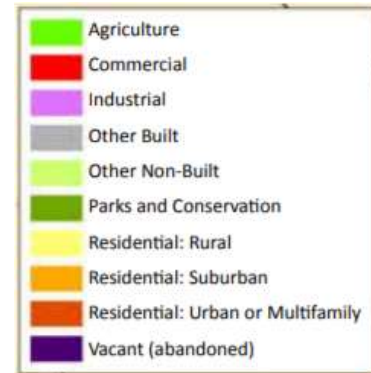 Agriculture
Commercial
Industrial
Other Built
Other Non-Built
Parks and Conservation
Residential: Rural
Residential: Suburban
Residential: Urban or Multifamily
Vacant (abandoned)